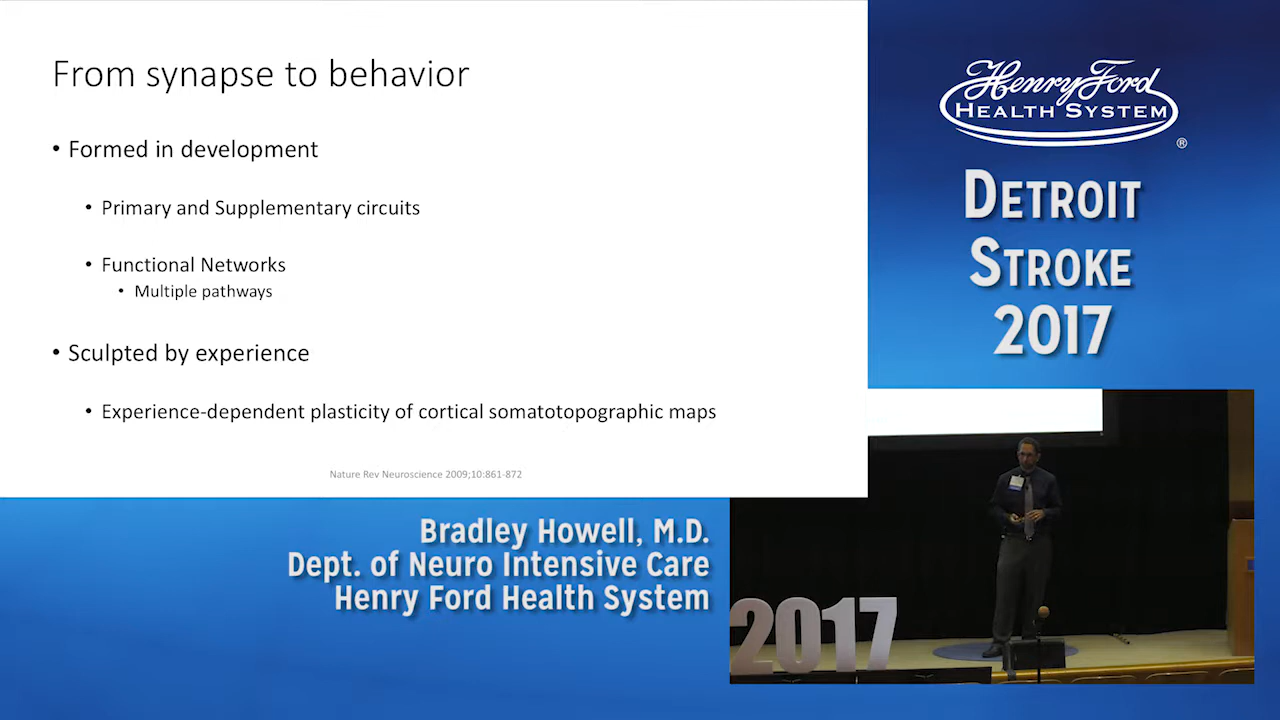 From synapse to behavior
• Formed in development
• Primary and Supplementary circuits
• Functional Networks
• Multiple pathways
• Sculpted by experience
• Experience-dependent plasticity of cortical somatotopographic maps
Nature Rev Neuroscience 2009;10:861-872
Henry Ford
HEALTH SYSTEM
®
DETROIT
STROKE
2017
Bradley Howell, M.D.
Dept. of Neuro Intensive Care
Henry Ford Health System
2017